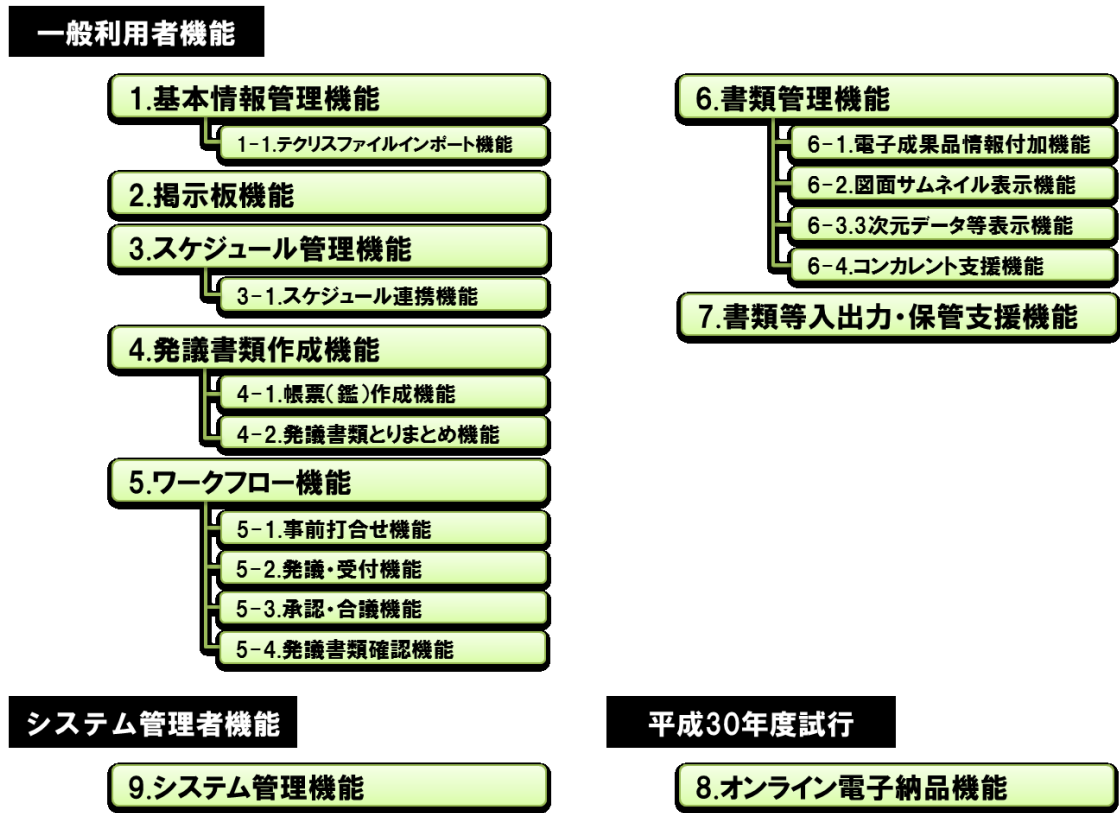 一般利用者機能
1.基本情報管理機能
1-1.テクリスファイルインポート機能
2.掲示板機能
3.スケジュール管理機能
3-1.スケジュール連携機能
4.発議書類作成機能
4-1.帳票(鑑)作成機能
4-2.発議書類とりまとめ機能
5.ワークフロー機能
5-1.事前打合せ機能
5-2.発議・受付機能
5-3.承認・合議機能
5-4.発議書類確認機能
6.書類管理機能
6-1.電子成果品情報付加機能
6-2.図面サムネイル表示機能
6-3.3次元データ等表示機能
6-4.コンカレント支援機能
7.書類等入出力・保管支援機能
システム管理者機能
9.システム管理機能
平成30年度試行
8.オンライン電子納品機能